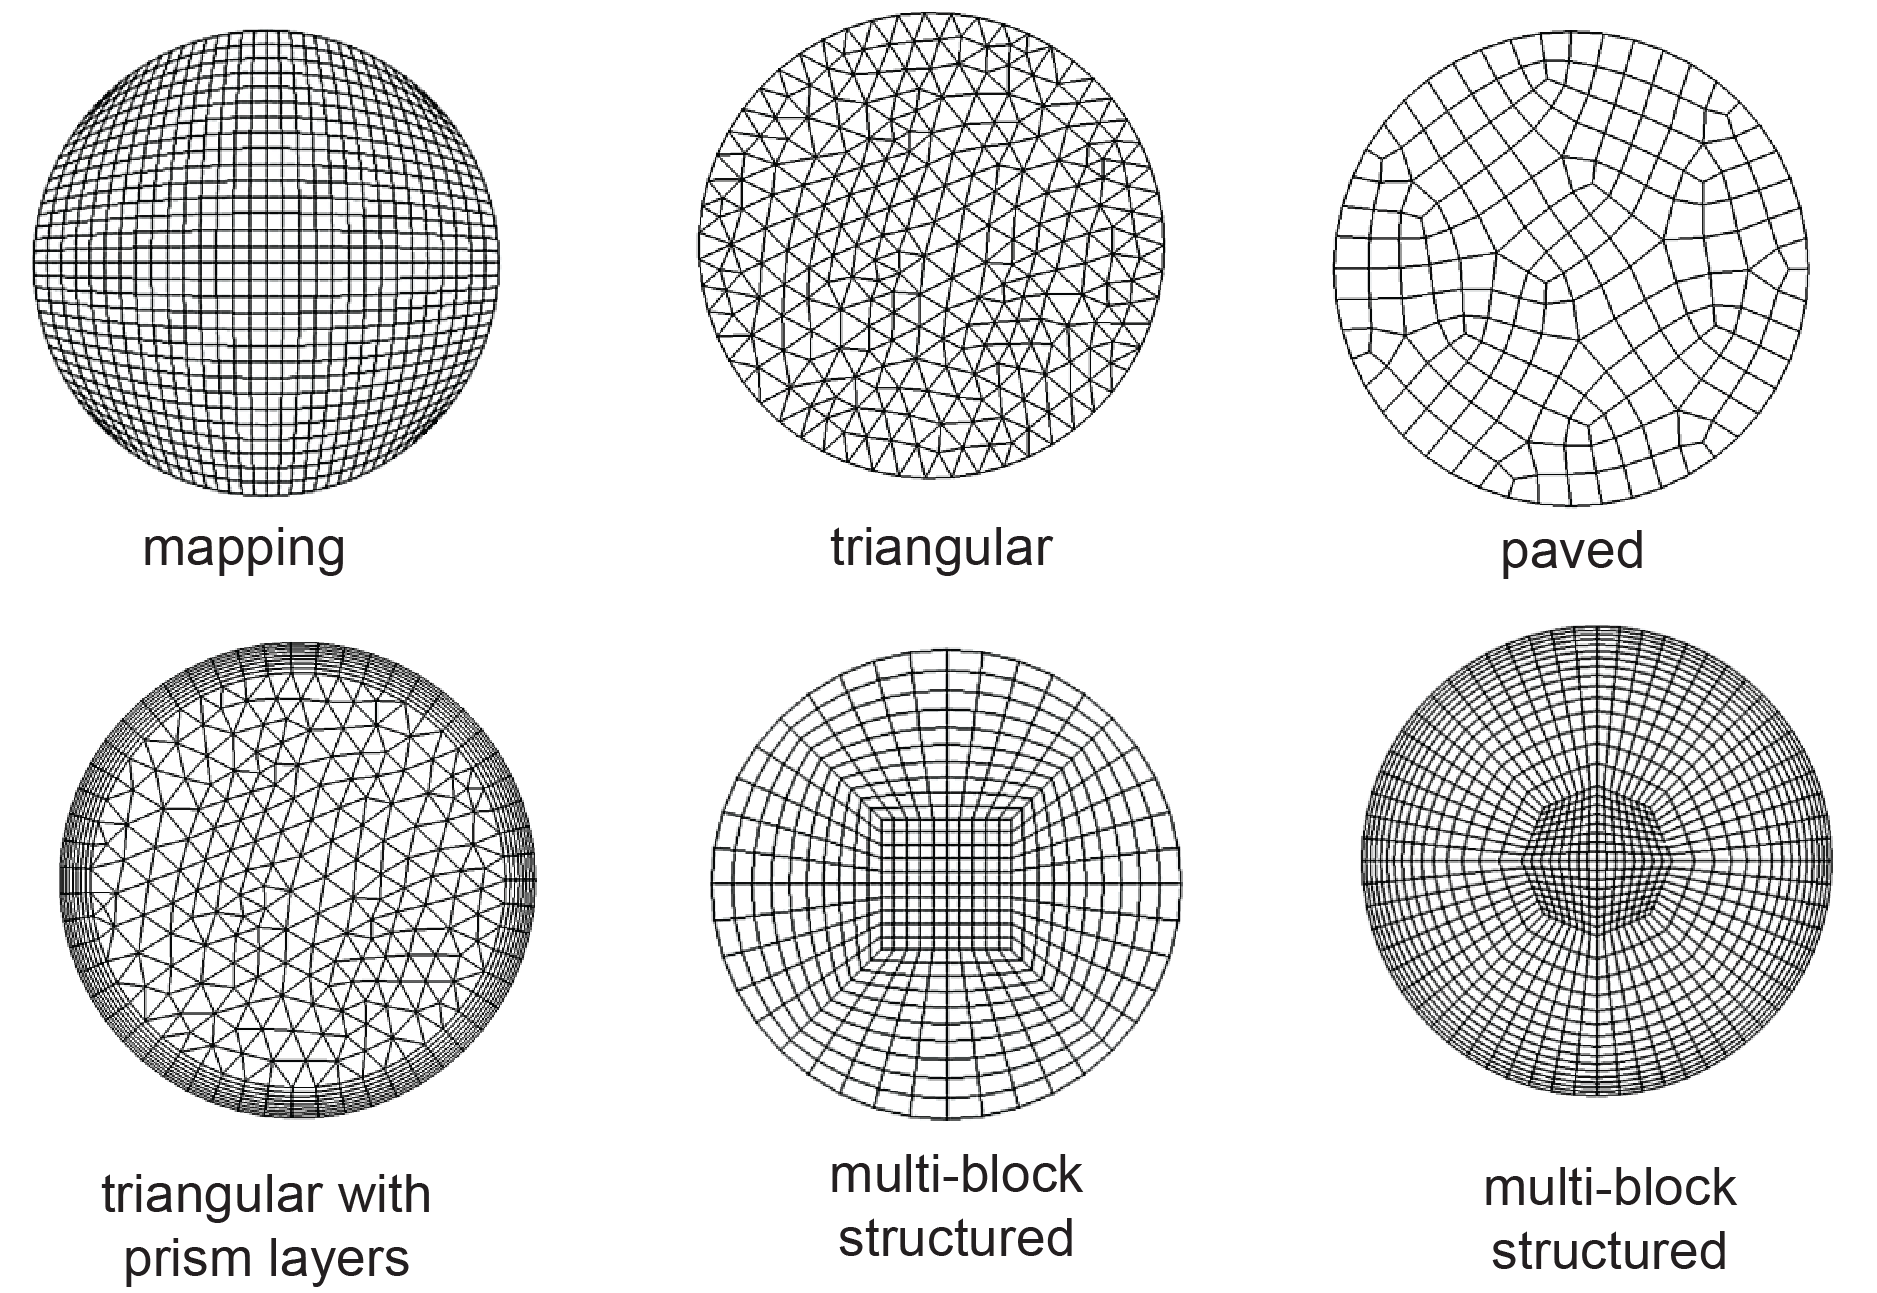 mapping
triangular
paved
triangular with
prism layers
multi-block
structured
multi-block
structured